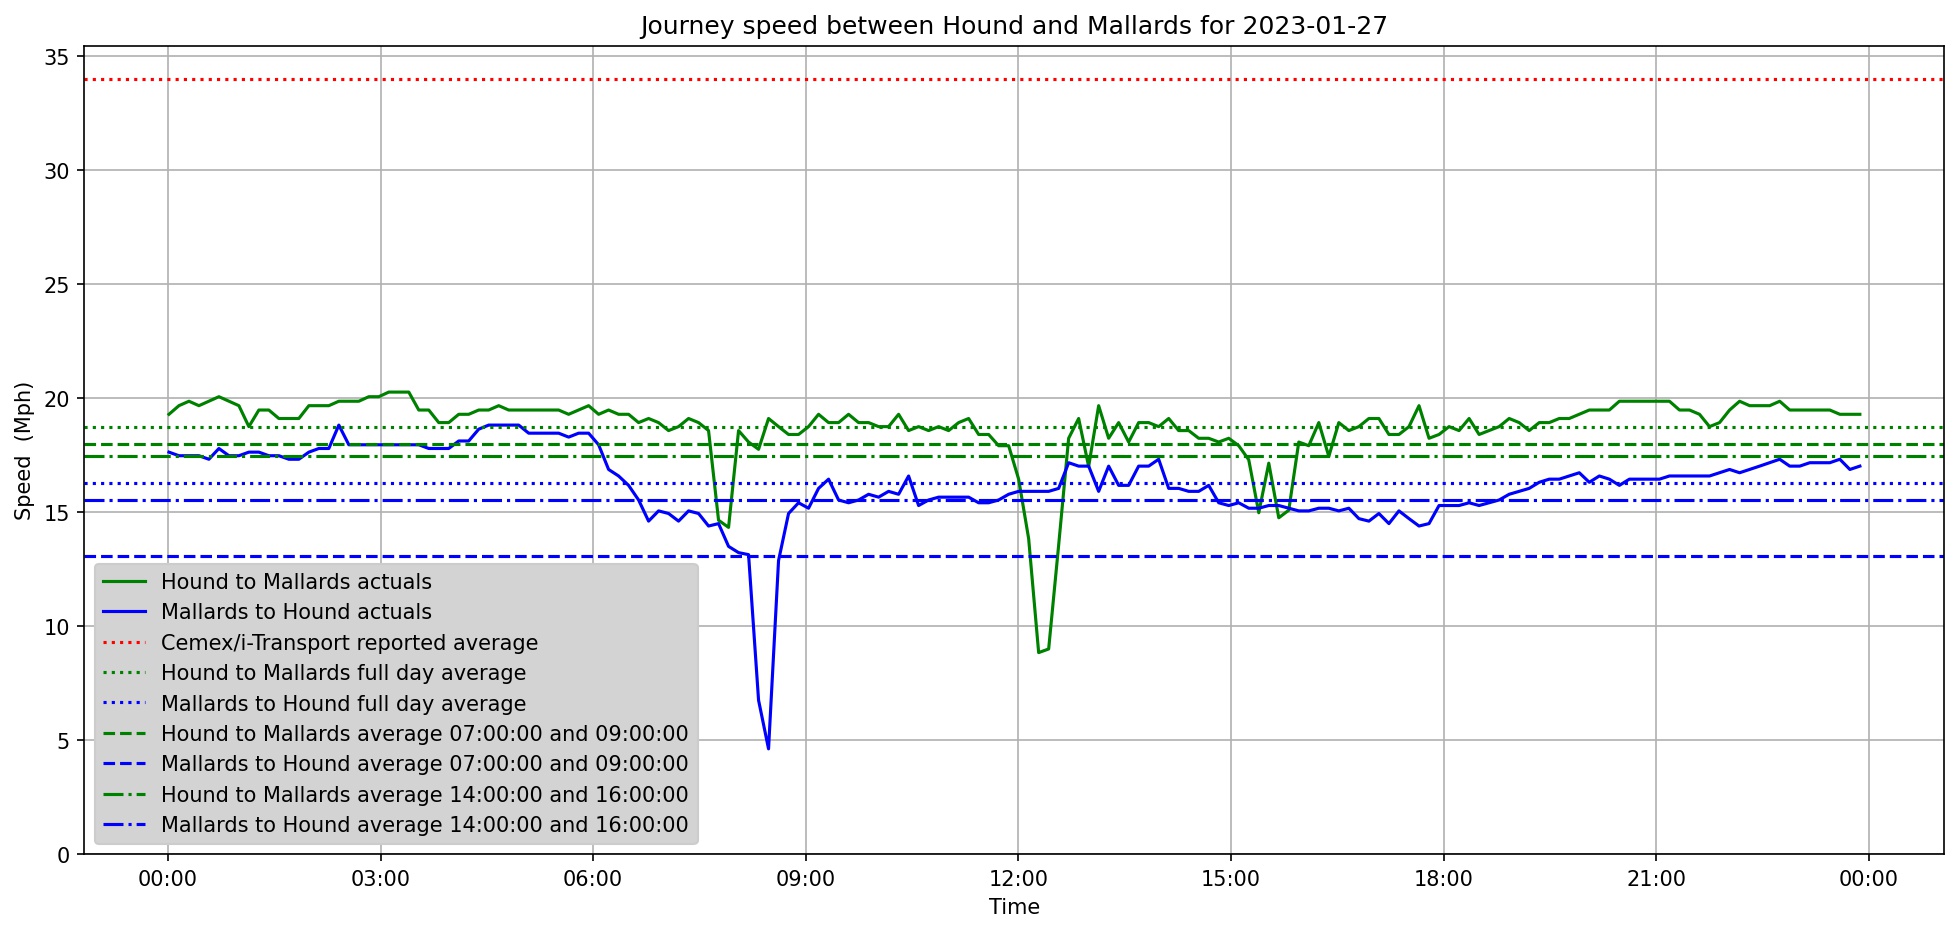 Journey speed between Hound and Mallards for 2023-01-27
35
30
25
20
15
10
5
0
Speed (Mph)
Hound to Mallards actuals
Mallards to Hound actuals
Cemex/i-Transport reported average
Hound to Mallards full day average
Mallards to Hound full day average
Hound to Mallards average 07:00:00 and 09:00:00
Mallards to Hound average 07:00:00 and 09:00:00
Hound to Mallards average 14:00:00 and 16:00:00
Mallards to Hound average 14:00:00 and 16:00:00
00:00 03:00 06:00 09:00 12:00 15:00 18:00 21:00 00:00
Time